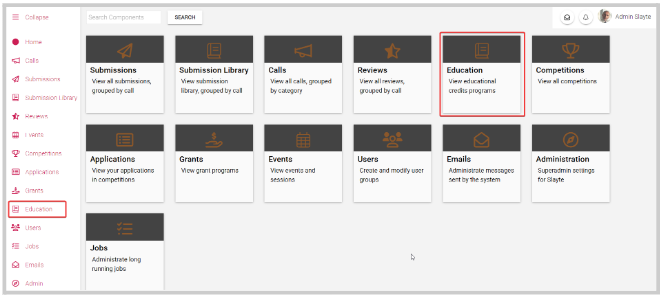 Collapse
Search Components
SEARCH
Admin Slayte
Home
Calls
Submissions
Submission Library
Reviews
Events
Competitions
Applications
Grants
Education
Users
Jobs
Emails
Admin
Submissions
View all submissions,
grouped by call
Submission Library
View submission
library, grouped by call
Calls
View all calls, grouped
by category
Reviews
View all reviews,
grouped by call
Education
View educational
credits programs
Competitions
View all competitions
Applications
View your applications
in competitions
Grants
View grant programs
Events
View events and
sessions
Users
Create and modify user
groups
Emails
Administrate messages
sent by the system
Administration
Superadmin settings
for Slayte
Jobs
Administrate long
running jobs